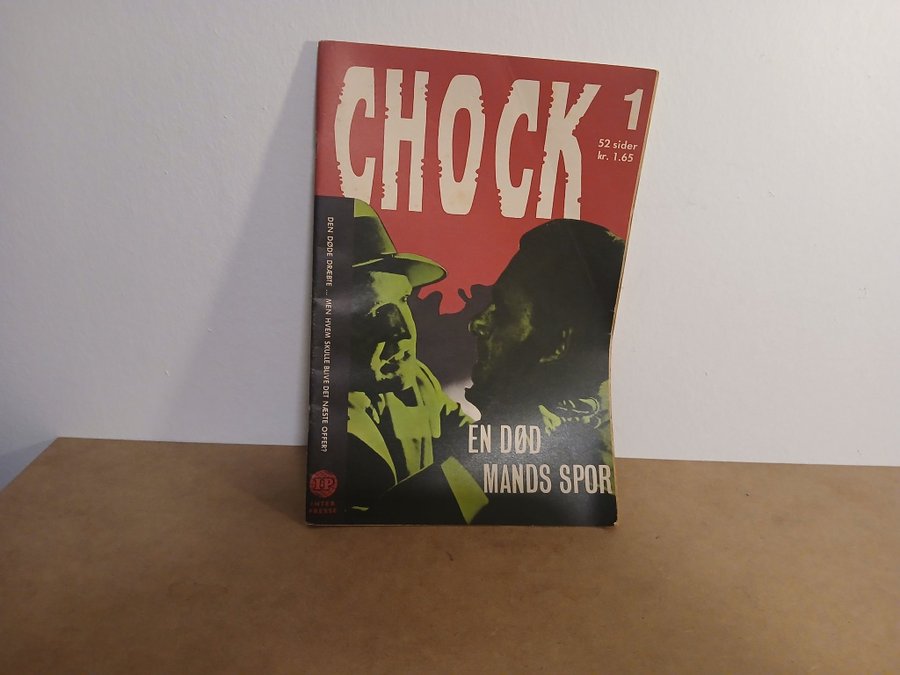 CHOCK
1
52 sider
kr. 1.65
DEN DØDE DRÆBTE ... MEN HVEM SKULLE BLIVE DET NÆSTE OFFER?
EN DØD
MANDS SPOR
I.P.
INTER
PRESSE